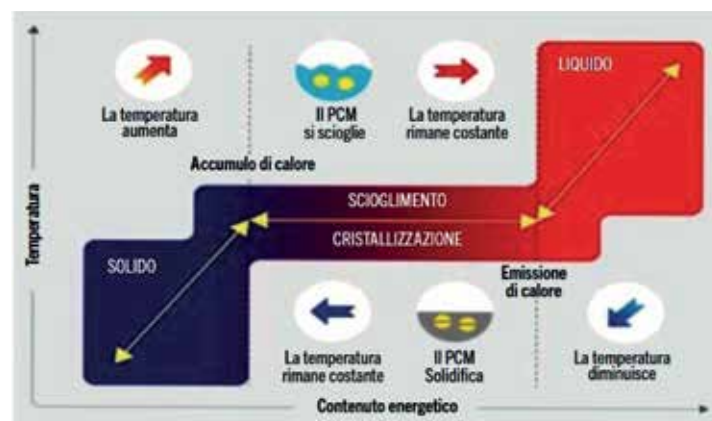 LIQUIDO
La temperatura
aumenta
Il PCM
si scioglie
La temperatura
rimane costante
Accumulo di calore
Temperatura
SCIOGLIMENTO
CRISTALLIZZAZIONE
SOLIDO
Emissione
di calore
La temperatura
rimane costante
Il PCM
Solidifica
La temperatura
diminuisce
Contenuto energetico